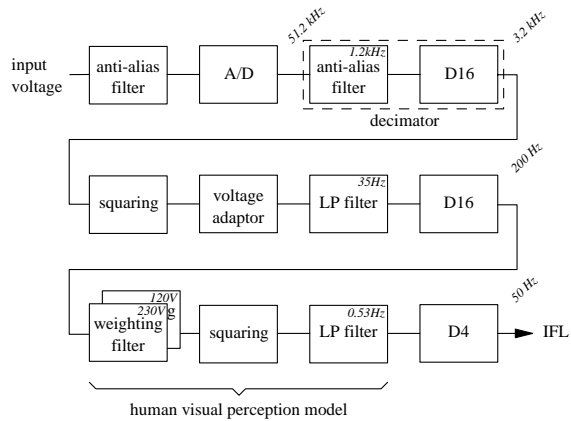 51.2 kHz
3.2 kHz
input
voltage
anti-alias
filter
A/D
1.2kHz
anti-alias
filter
D16
decimator
200 Hz
squaring
voltage
adaptor
35Hz
LP filter
D16
50 Hz
120V
g
230V
weighting
filter
squaring
0.53Hz
LP filter
D4
IFL
human visual perception model